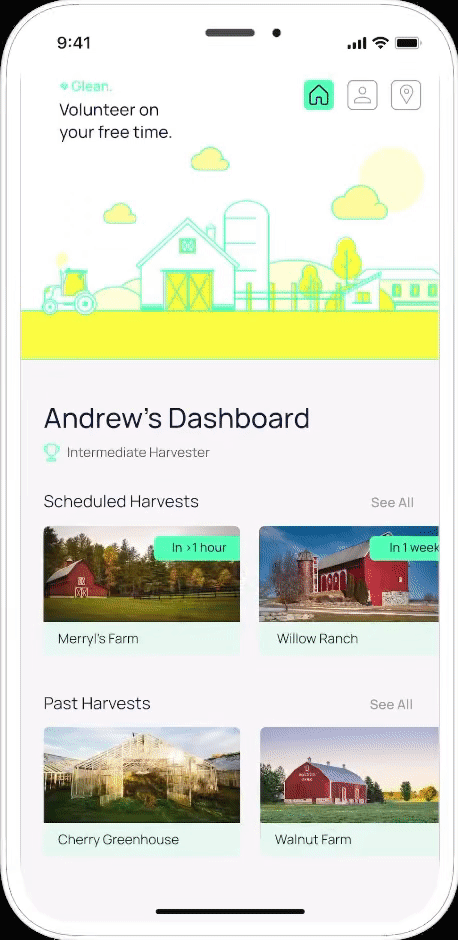 9:41
Glean.
Volunteer on
your free time.
Andrew's Dashboard
Intermediate Harvester
Scheduled Harvests
See All
In >1 hour
In 1 week
Merryl's Farm
Willow Ranch
Past Harvests
See All
Cherry Greenhouse
Walnut Farm